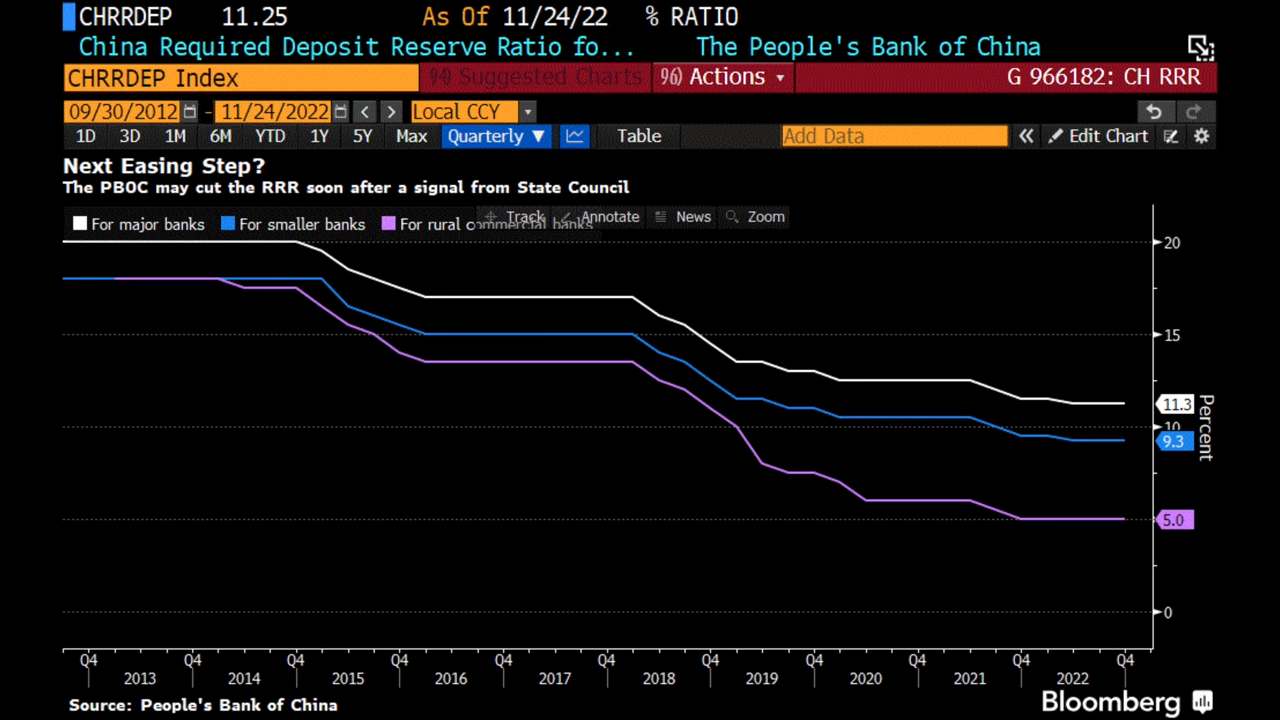 CHRRDEP 11.25 As Of 11/24/22 % RATIO
China Required Deposit Reserve Ratio fo... The People's Bank of China
CHRRDEP Index 94) Suggested Charts 96) Actions G 966182: CH RRR
09/30/2012 - 11/24/2022 Local CCY
1D 3D 1M 6M YTD 1Y 5Y Max Quarterly ▼ Table Add Data « Edit Chart
Next Easing Step?
The PBOC may cut the RRR soon after a signal from State Council
Track Annotate News Zoom
For major banks For smaller banks For rural commercial banks
20
15
11.3
10
9.3
5.0
0
Percent
Q4 Q4 Q4 Q4 Q4 Q4 Q4 Q4 Q4 Q4 Q4
2013 2014 2015 2016 2017 2018 2019 2020 2021 2022
Source: People's Bank of China
Bloomberg